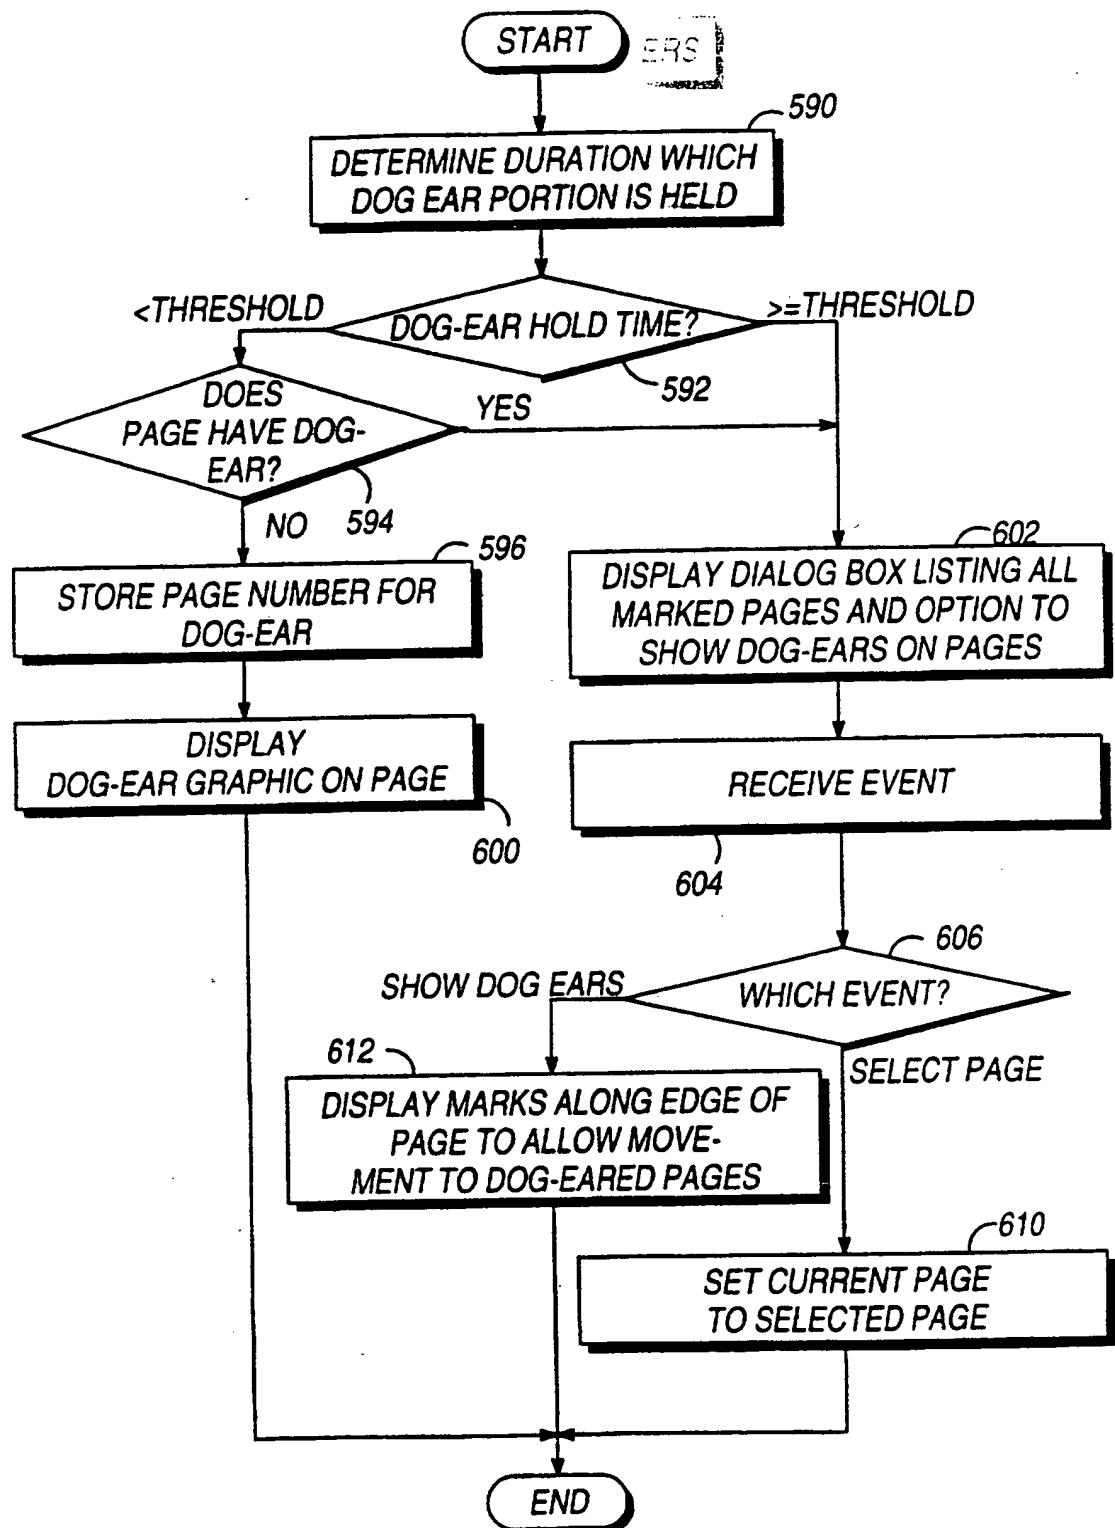 START
ERS
590
DETERMINE DURATION WHICH
DOG EAR PORTION IS HELD
<THRESHOLD
DOG-EAR HOLD TIME?
>=THRESHOLD
592
DOES
PAGE HAVE DOG-
EAR?
YES
594
NO
596
STORE PAGE NUMBER FOR
DOG-EAR
602
DISPLAY DIALOG BOX LISTING ALL
MARKED PAGES AND OPTION TO
SHOW DOG-EARS ON PAGES
DISPLAY
DOG-EAR GRAPHIC ON PAGE
600
RECEIVE EVENT
604
606
SHOW DOG EARS
WHICH EVENT?
612
SELECT PAGE
DISPLAY MARKS ALONG EDGE OF
PAGE TO ALLOW MOVE-
MENT TO DOG-EARED PAGES
610
SET CURRENT PAGE
TO SELECTED PAGE
END